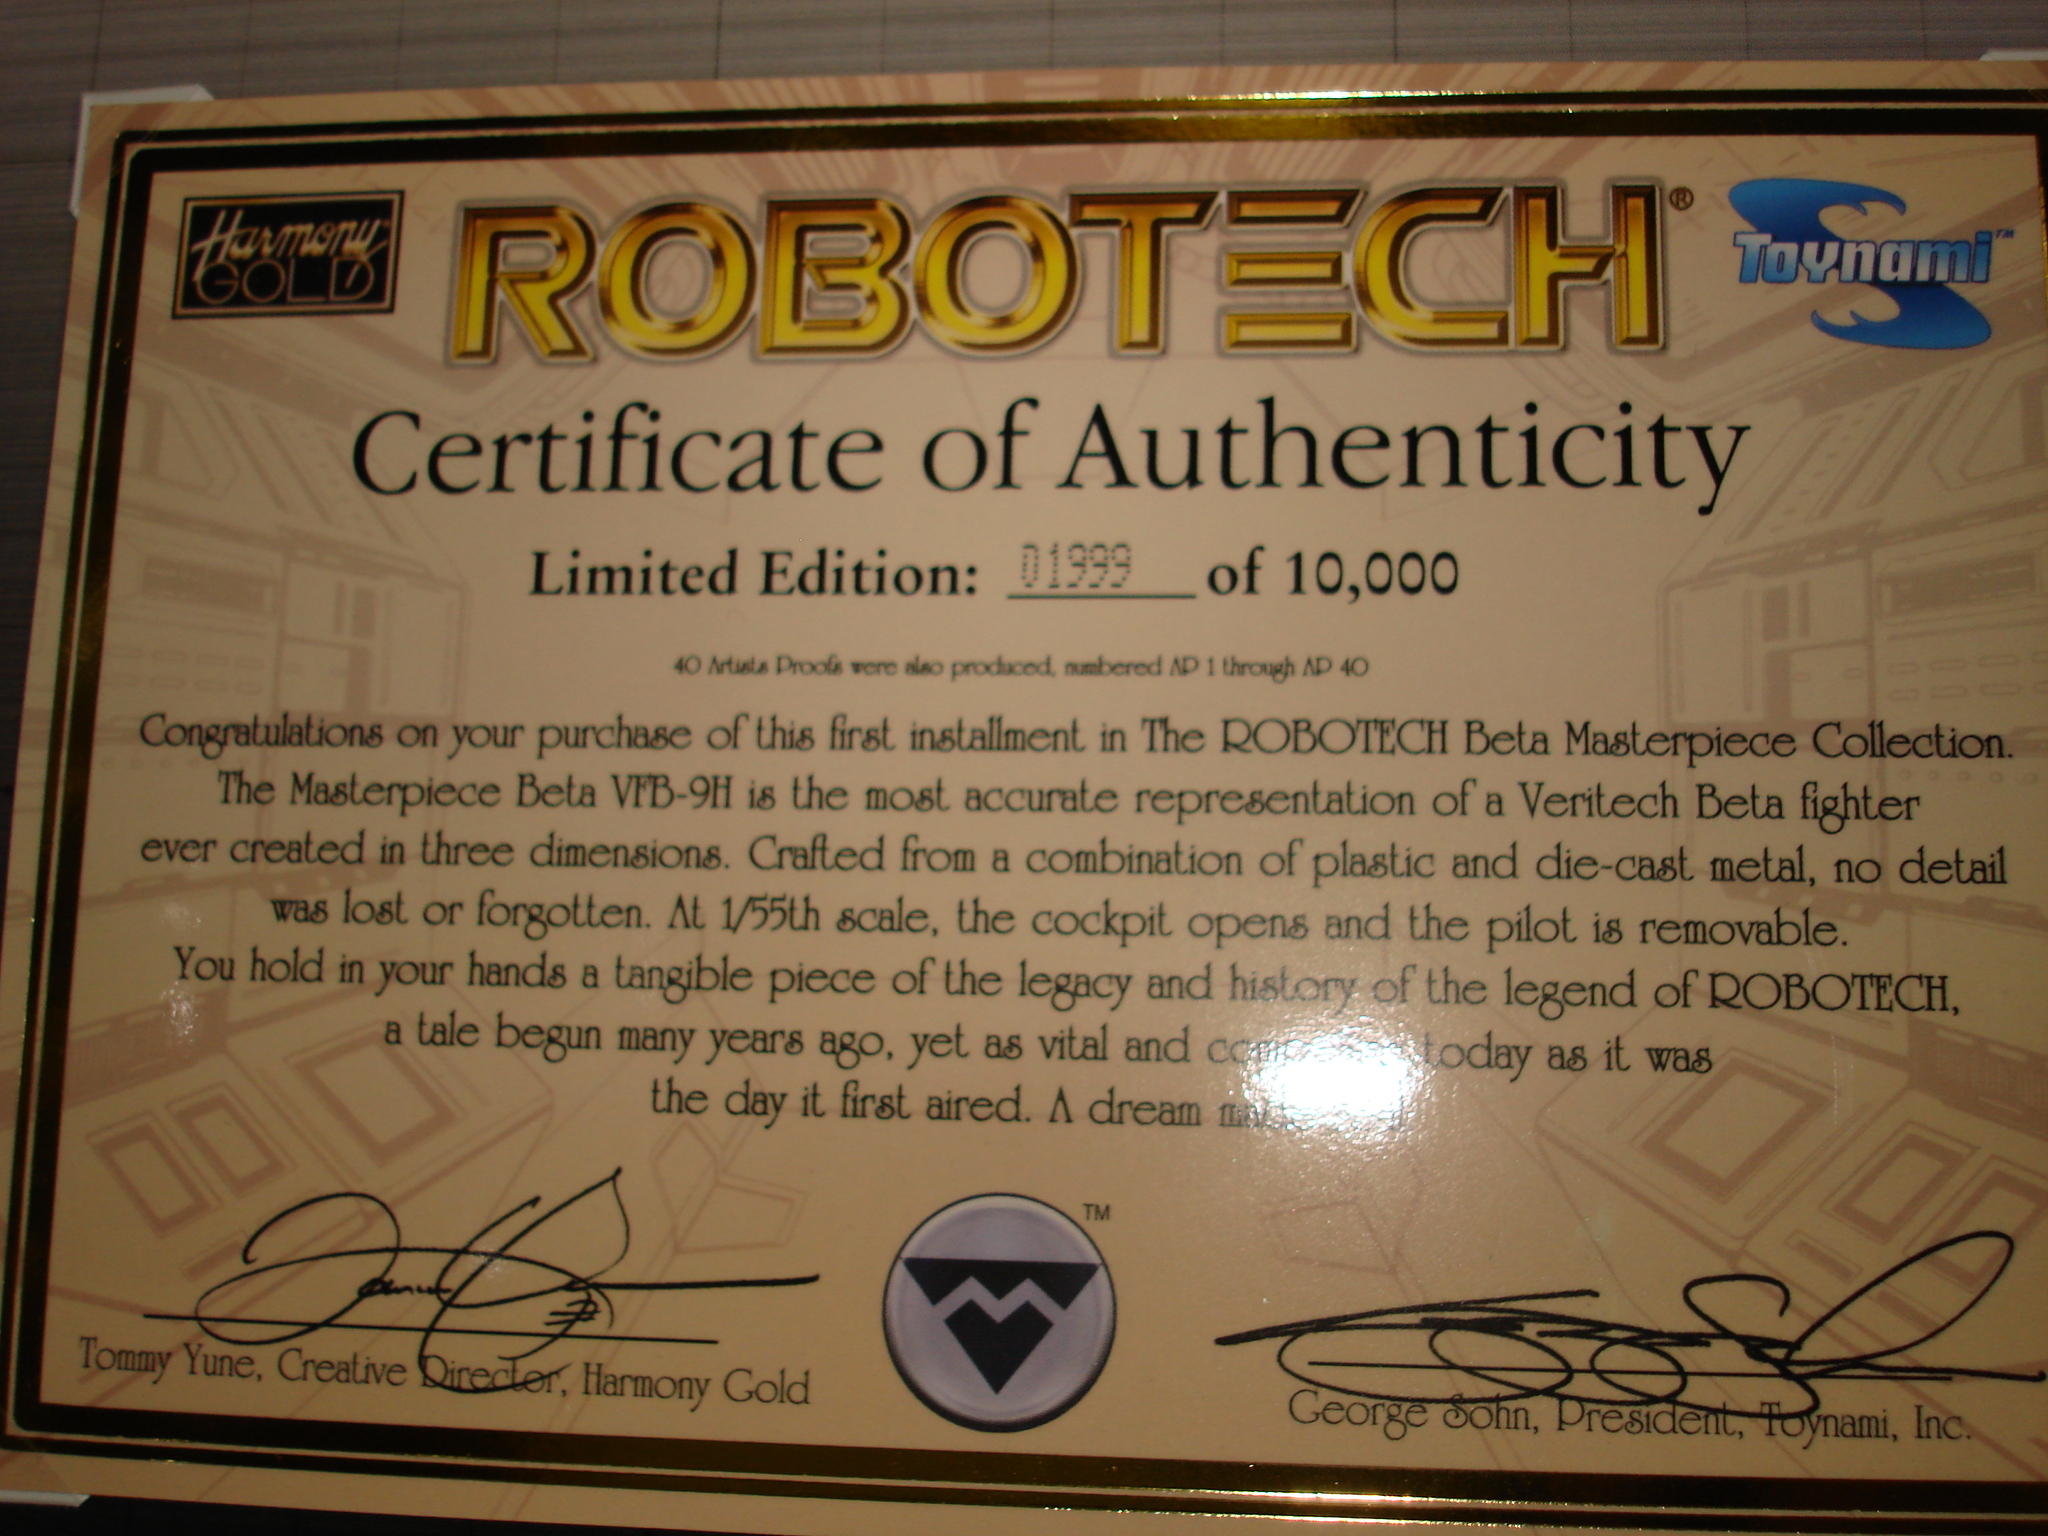 Harmony GOLD
ROBOTECH®
Toynami™
Certificate of Authenticity
Limited Edition: 01999 of 10,000
40 Artists Proofs were also produced, numbered AP 1 through AP 40
Congratulations on your purchase of this first installment in The ROBOTECH Beta Masterpiece Collection.
The Masterpiece Beta VFB-9H is the most accurate representation of a Veritech Beta fighter
ever created in three dimensions. Crafted from a combination of plastic and die-cast metal, no detail
was lost or forgotten. At 1/55th scale, the cockpit opens and the pilot is removable.
You hold in your hands a tangible piece of the legacy and history of the legend of ROBOTECH,
a tale begun many years ago, yet as vital and today as it was
the day it first aired. A dream
TM
Tommy Yune, Creative Director, Harmony Gold
George Sohn, President, Toynami, Inc.